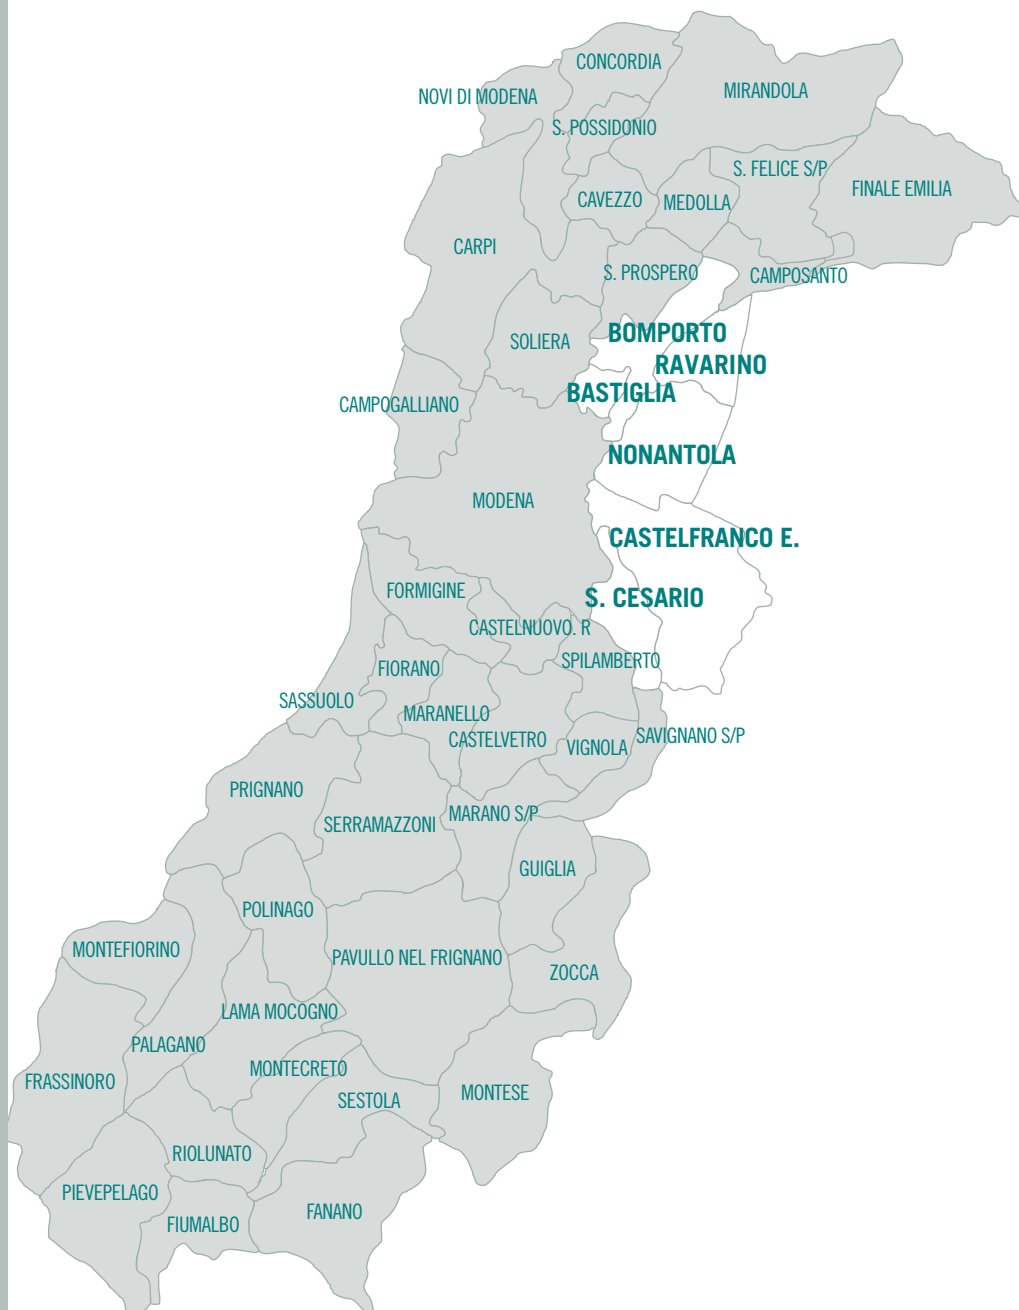 CONCORDIA
MIRANDOLA
NOVI DI MODENA
S. POSSIDONIO
S. FELICE S/P
FINALE EMILIA
CAVEZZO
MEDOLLA
CARPI
S. PROSPERO
CAMPOSANTO
SOLIERA
BOMPORTO
RAVARINO
BASTIGLIA
CAMPOGALLIANO
NONANTOLA
MODENA
CASTELFRANCO E.
FORMIGINE
S. CESARIO
CASTELNUOVO. R
SPILAMBERTO
FIORANO
SASSUOLO
MARANELLO
CASTELVETRO
VIGNOLA
SAVIGNANO S/P
PRIGNANO
SERRAMAZZONI
MARANO S/P
GUIGLIA
POLINAGO
MONTEFIORINO
PAVULLO NEL FRIGNANO
ZOCCA
LAMA MOCOGNO
PALAGANO
MONTECRETO
FRASSINORO
SESTOLA
MONTESE
RIOLUNATO
PIEVEPELAGO
FIUMALBO
FANANO